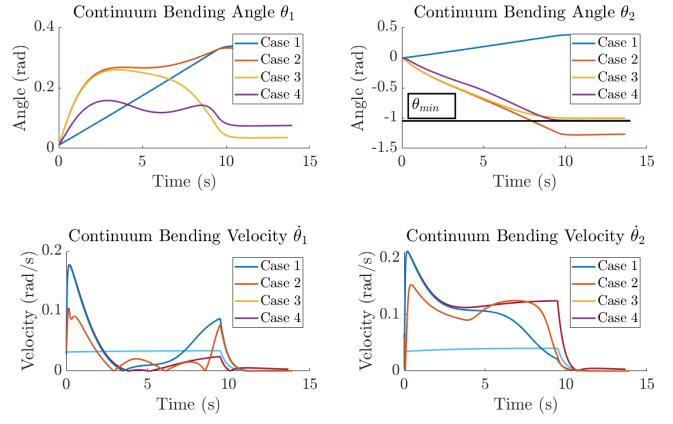 Continuum Bending Angle θ₁
Angle (rad)
0.4
0.2
0
0
5
10
15
Time (s)
Case 1
Case 2
Case 3
Case 4
Continuum Bending Angle θ₂
Angle (rad)
0
-0.5
-1
-1.5
0
5
10
15
Time (s)
Case 1
Case 2
Case 3
Case 4
θmin
Continuum Bending Velocity θ̇₁
Velocity (rad/s)
0.2
0.1
0
0
5
10
15
Time (s)
Case 1
Case 2
Case 3
Case 4
Continuum Bending Velocity θ̇₂
Velocity (rad/s)
0.2
0.1
0
0
5
10
15
Time (s)
Case 1
Case 2
Case 3
Case 4